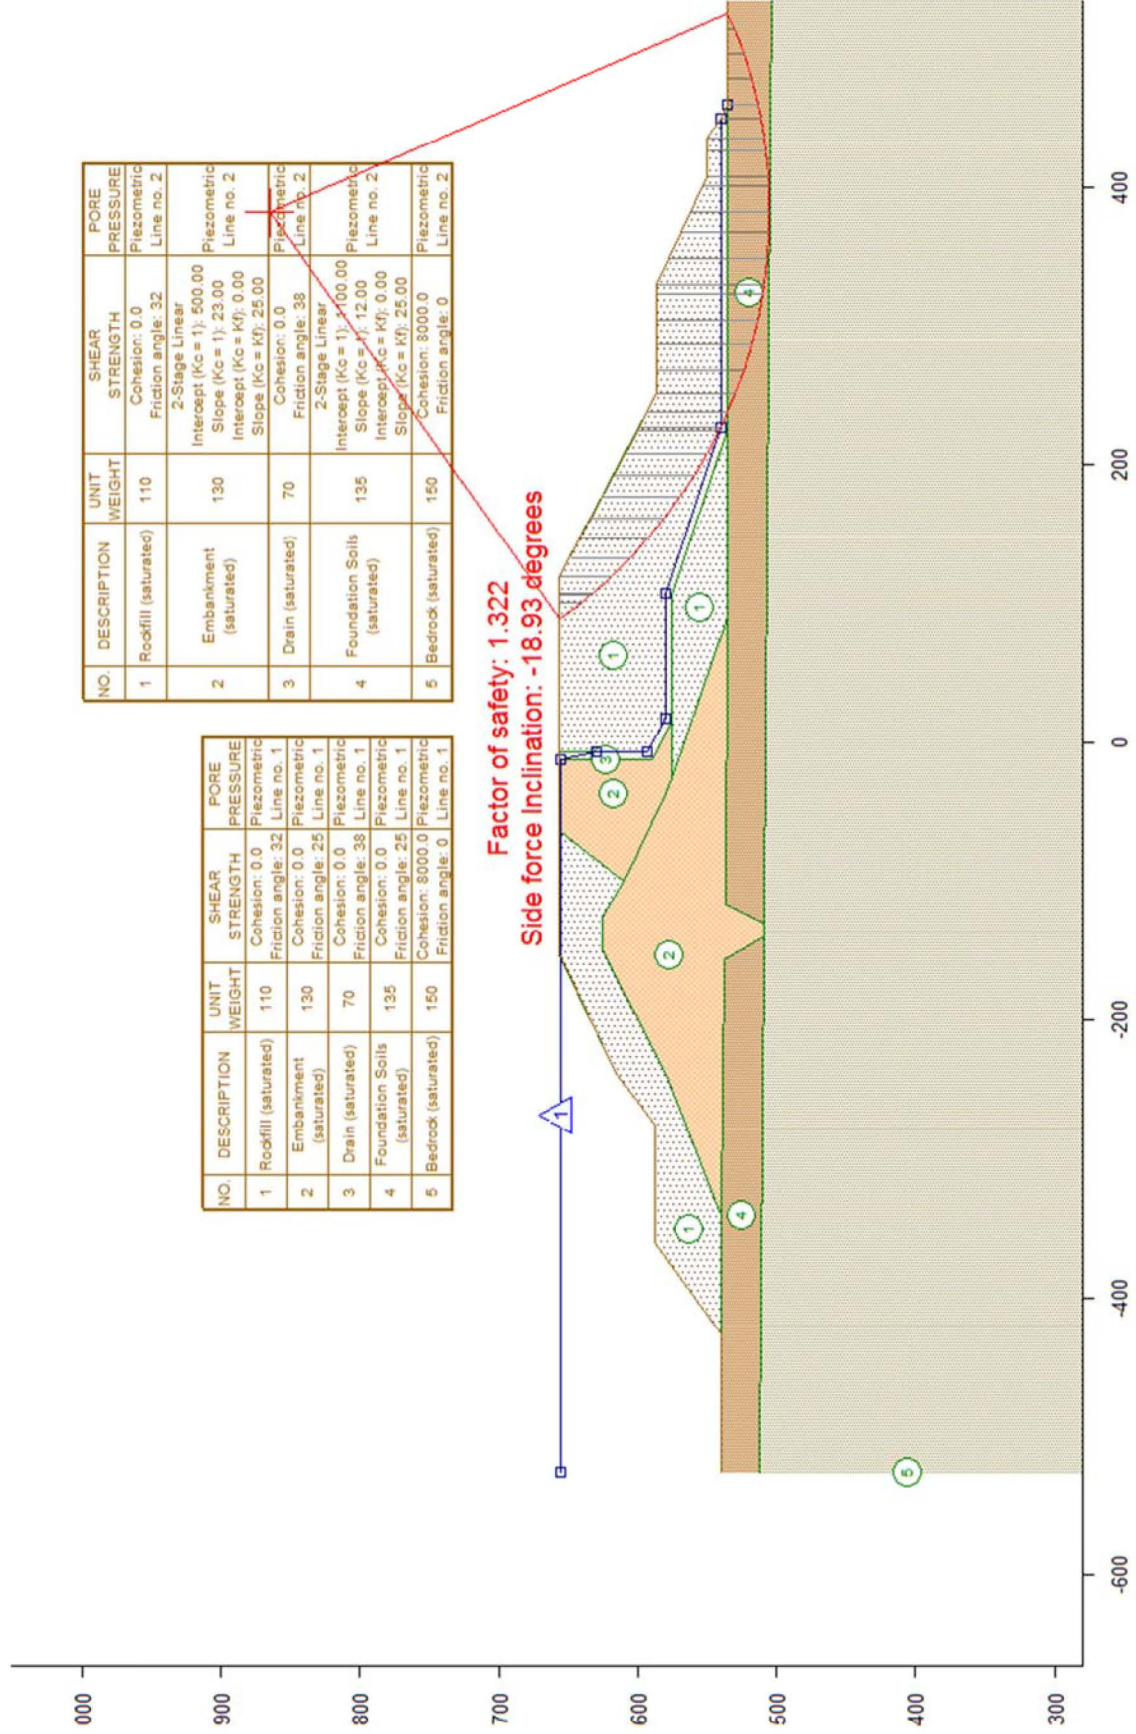 NO. DESCRIPTION UNIT WEIGHT SHEAR STRENGTH PORE PRESSURE
1 Rockfill (saturated) 110 Cohesion: 0.0 Piezometric
Friction angle: 32 Line no. 1
2 Embankment (saturated) 130 Cohesion: 0.0 Piezometric
Friction angle: 25 Line no. 1
3 Drain (saturated) 70 Cohesion: 0.0 Piezometric
Friction angle: 38 Line no. 1
4 Foundation Soils (saturated) 135 Cohesion: 0.0 Piezometric
Friction angle: 25 Line no. 1
5 Bedrock (saturated) 150 Cohesion: 8000.0 Piezometric
Friction angle: 0 Line no. 1
NO. DESCRIPTION UNIT WEIGHT SHEAR STRENGTH PORE PRESSURE
1 Rockfill (saturated) 110 Cohesion: 0.0 Piezometric
Friction angle: 32 Line no. 2
2 Embankment (saturated) 130 2-Stage Linear
Intercept (Kc = 1): 500.00 Piezometric
Slope (Kc = 1): 23.00 Line no. 2
Intercept (Kc = Kf): 0.00
Slope (Kc = Kf): 25.00
3 Drain (saturated) 70 Cohesion: 0.0 Piezometric
Friction angle: 38 Line no. 2
4 Foundation Soils (saturated) 135 2-Stage Linear
Intercept (Kc = 1): 1100.00 Piezometric
Slope (Kc = 1): 12.00 Line no. 2
Intercept (Kc = Kf): 0.00
Slope (Kc = Kf): 25.00
5 Bedrock (saturated) 150 Cohesion: 8000.0 Piezometric
Friction angle: 0 Line no. 2
Factor of safety: 1.322
Side force Inclination: -18.93 degrees
1
1
4
2
2
3
1
1
4
5
000
900
800
700
600
500
400
300
-600
-400
-200
0
200
400